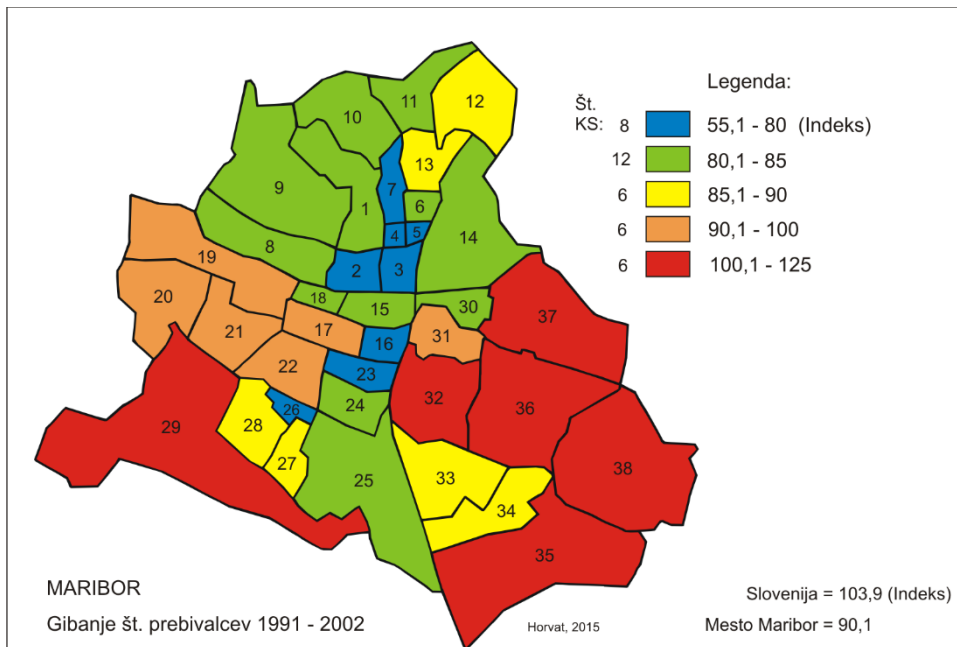 Legenda:
Št.
KS:
8 55,1 - 80 (Indeks)
12 80,1 - 85
6 85,1 - 90
6 90,1 - 100
6 100,1 - 125
11
12
10
13
7
9
6
1
4
5
14
8
19
2
3
20
18
15
30
37
21
17
16
31
22
23
32
36
24
26
29
28
27
25
33
38
34
35
MARIBOR
Gibanje št. prebivalcev 1991 - 2002
Horvat, 2015
Slovenija = 103,9 (Indeks)
Mesto Maribor = 90,1